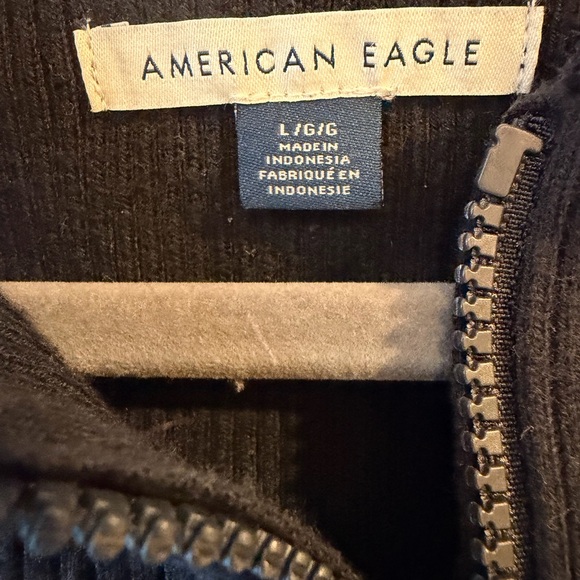 AMERICAN EAGLE
L/G/G
MADE IN
INDONESIA
FABRIQUÉ EN
INDONESIE